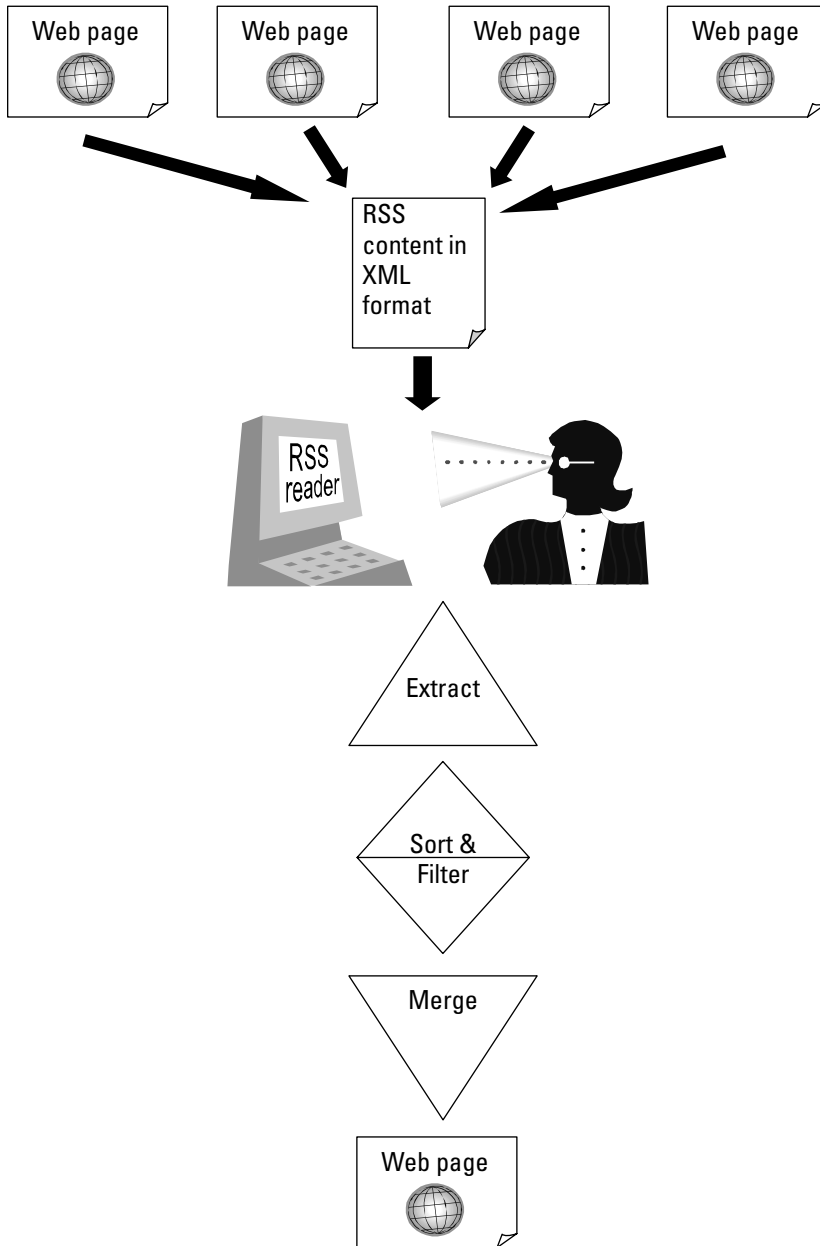 Web page
Web page
Web page
Web page
RSS
content in
XML
format
RSS
reader
Extract
Sort &
Filter
Merge
Web page